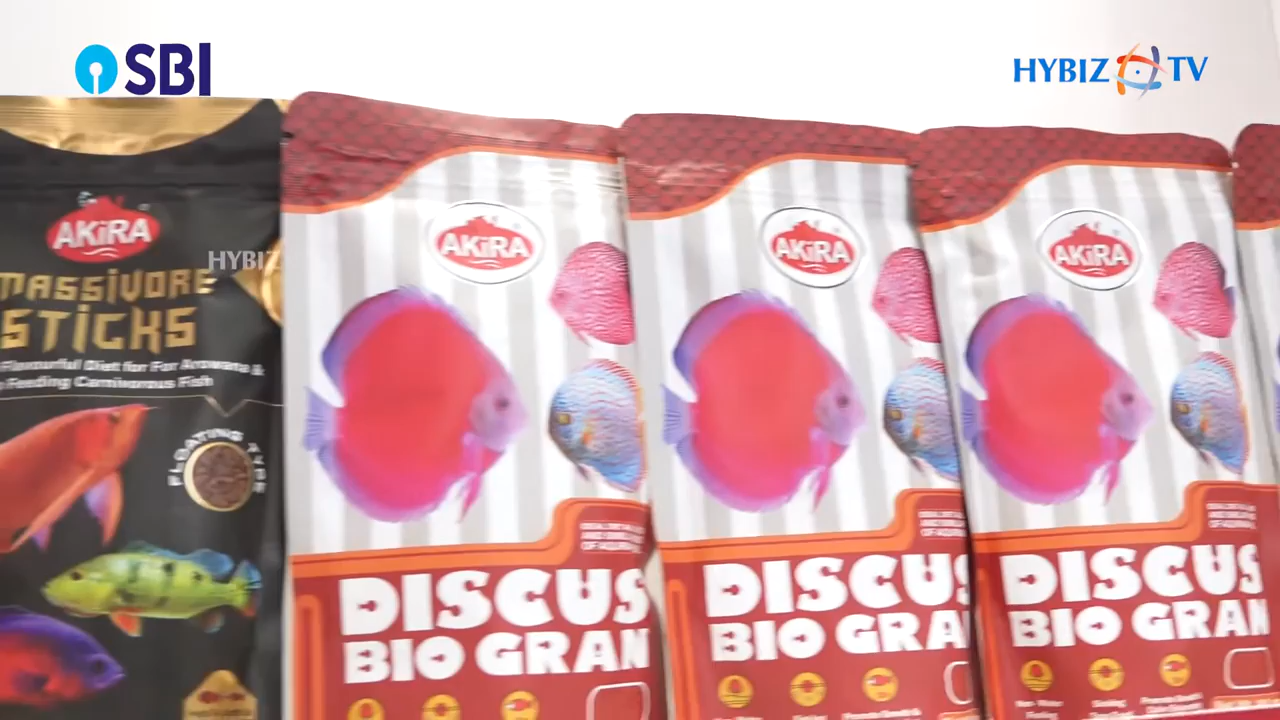 SBI
HYBIZ TV
AKiRA
MASSIVORE
STICKS
Flavourful Diet for For Arowana &
Feeding Carnivorous Fish
FLOATING TYPE
HYBIZ
AKiRA
DISCUS
BIO GRAN
AKiRA
DISCUS
BIO GRA
AKiRA
DISCUS
BIO GRAN